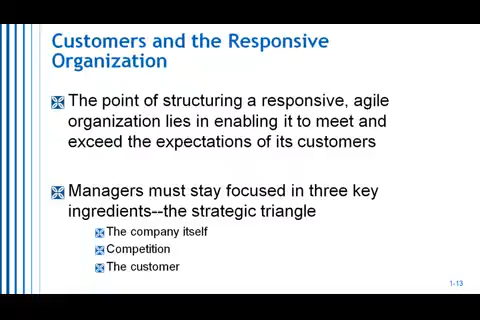 Customers and the Responsive
Organization
The point of structuring a responsive, agile
organization lies in enabling it to meet and
exceed the expectations of its customers
Managers must stay focused in three key
ingredients--the strategic triangle
The company itself
Competition
The customer
1-13